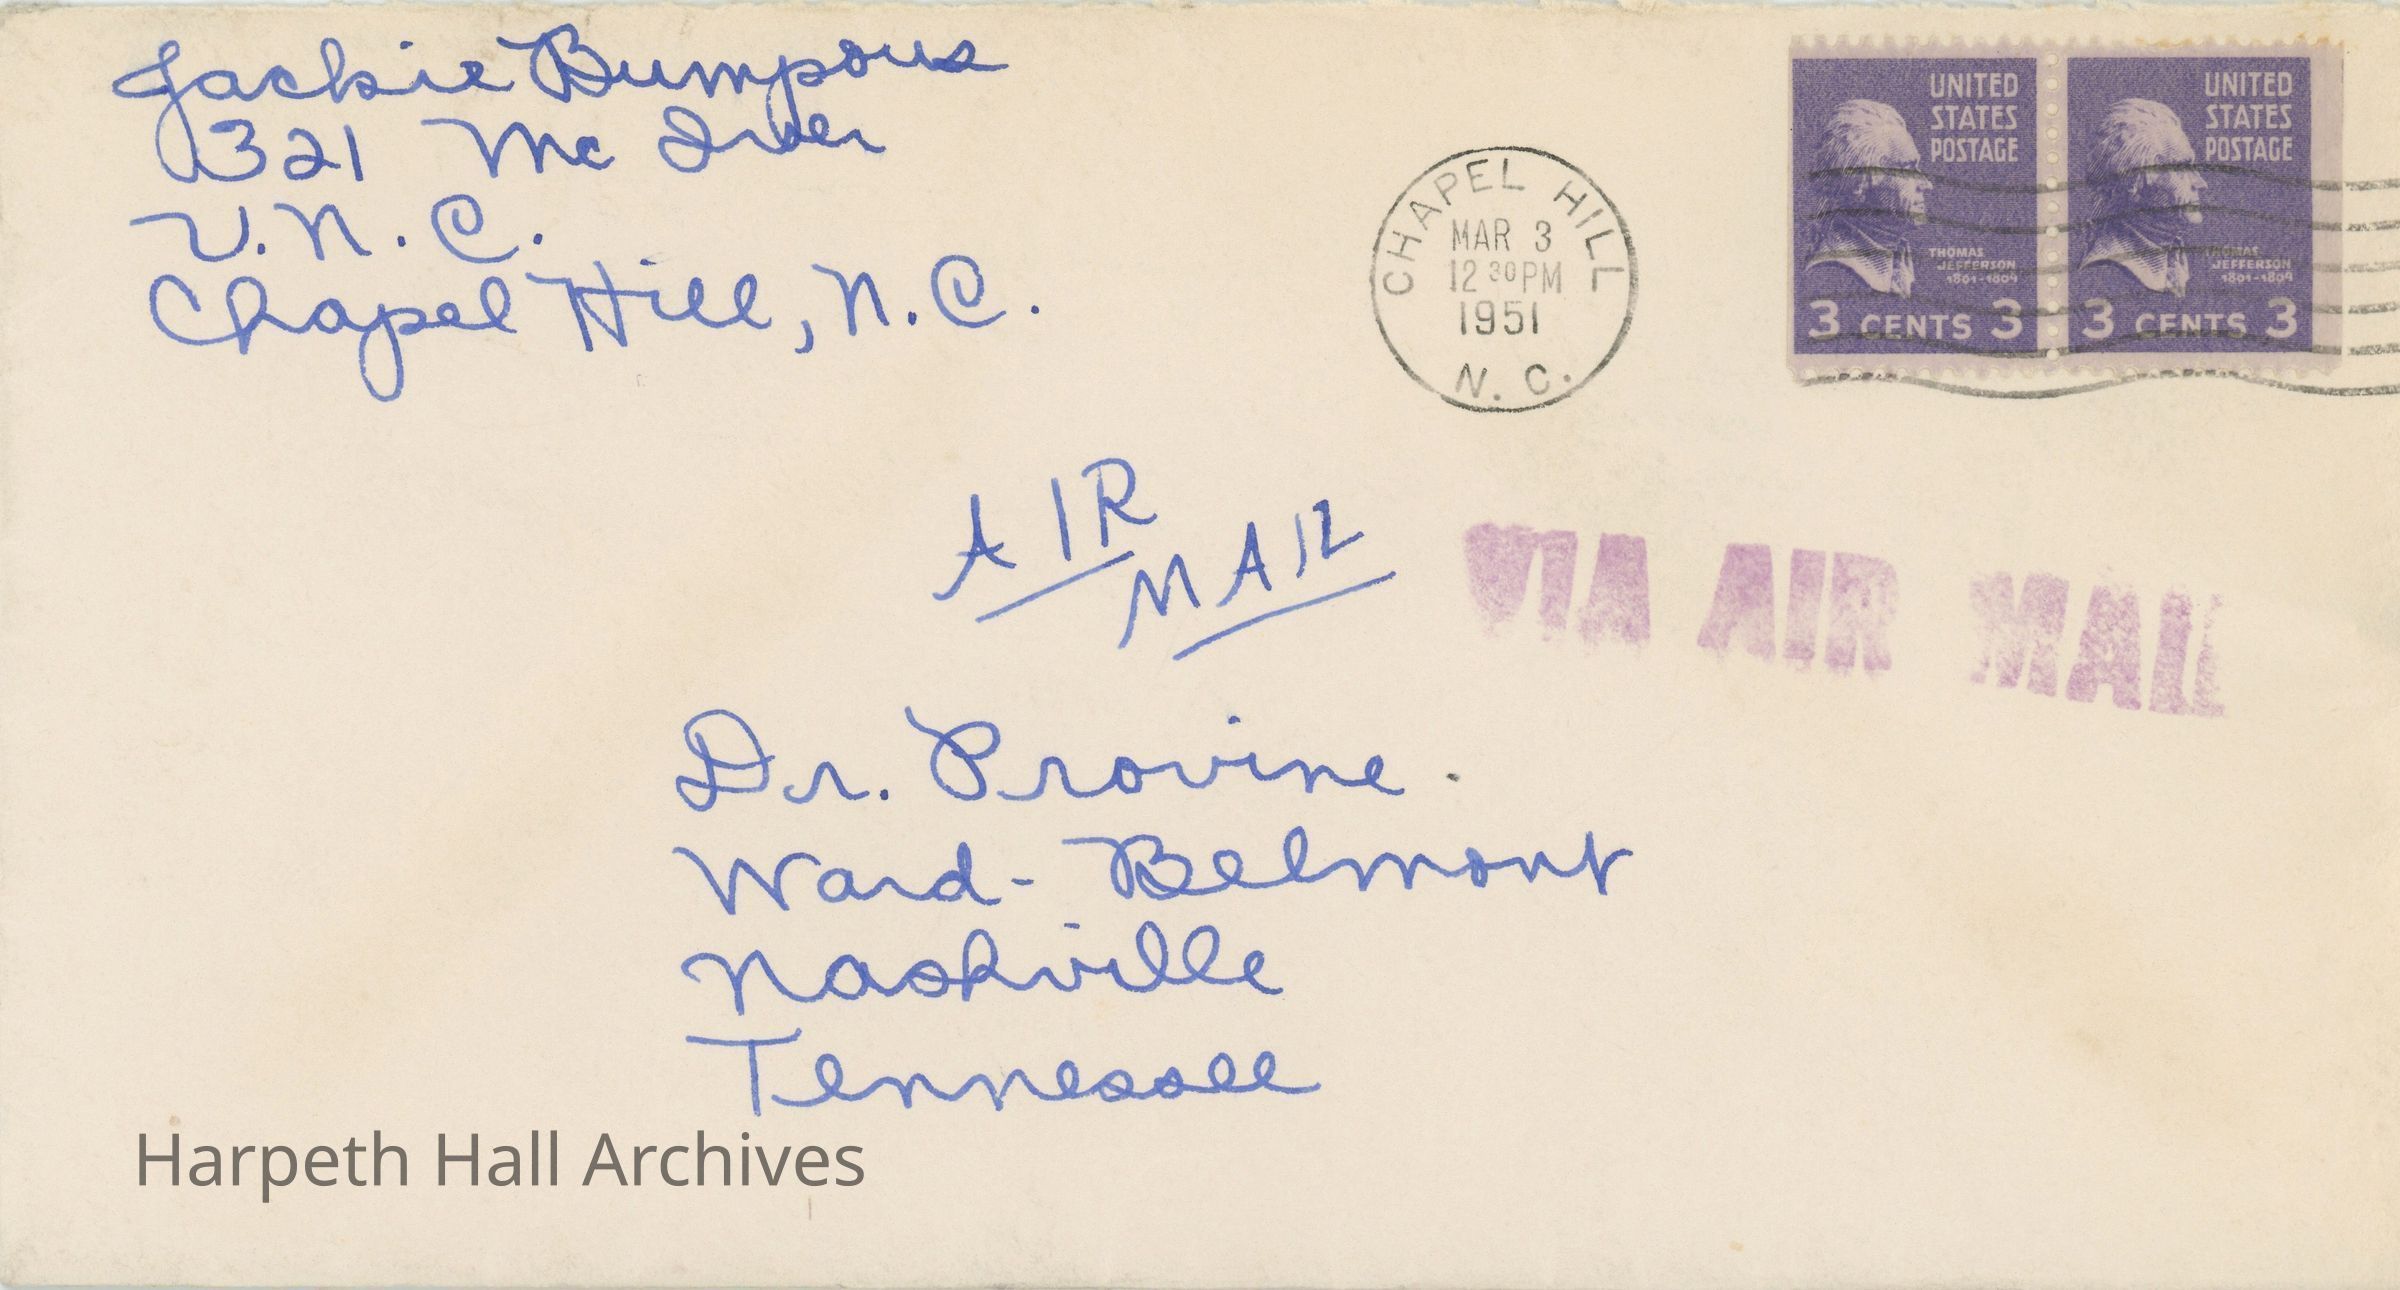 Jackie Bumpous
321 Mc Iver
U.N.C.
Chapel Hill, N.C.
CHAPEL HILL
MAR 3
12 30 PM
1951
N. C.
UNITED
STATES
POSTAGE
THOMAS
JEFFERSON
1801-1809
3 CENTS 3
UNITED
STATES
POSTAGE
THOMAS
JEFFERSON
1801-1809
3 CENTS 3
AIR
MAIL
VIA AIR MAIL
Dr. Provine
Ward-Belmont
Nashville
Tennessee
Harpeth Hall Archives